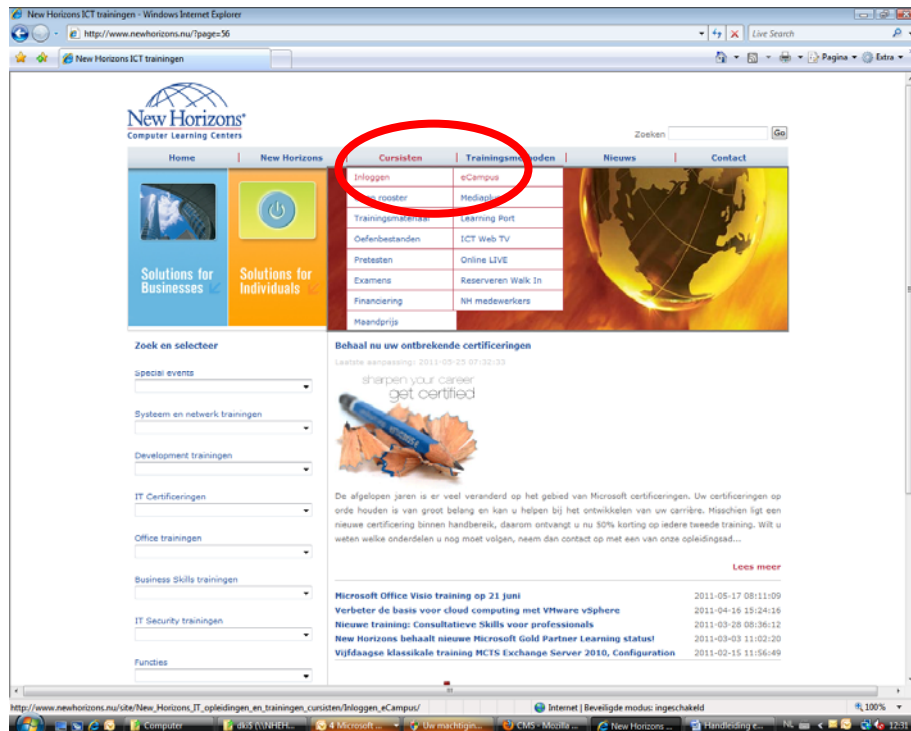 New Horizons ICT trainingen - Windows Internet Explorer
http://www.newhorizons.nu/?page=56
Live Search
New Horizons ICT trainingen
Pagina
Extra
New Horizons
Computer Learning Centers
Zoeken
Go
Home | New Horizons | Cursisten | Trainingsmethoden | Nieuws | Contact
Inloggen
eCampus
rooster
Mediaplus
Trainingsmateriaal
Learning Port
Oefenbestanden
ICT Web TV
Pretesten
Online LIVE
Examens
Reserveren Walk In
Financiering
NH medewerkers
Maandprijs
Solutions for Businesses
Solutions for Individuals
Zoek en selecteer
Special events
Systeem en netwerk trainingen
Development trainingen
IT Certificeringen
Office trainingen
Business Skills trainingen
IT Security trainingen
Functies
Behaal nu uw ontbrekende certificeringen
Laatste aanpassing: 2011-05-25 07:32:33
sharpen your career
get certified
De afgelopen jaren is er veel veranderd op het gebied van Microsoft certificeringen. Uw certificeringen op
orde houden is van groot belang en kan u helpen bij het ontwikkelen van uw carrière. Misschien ligt een
nieuwe certificering binnen handbereik, daarom ontvangt u nu 50% korting op iedere tweede training. Wilt u
weten welke onderdelen u nog moet volgen, neem dan contact op met een van onze opleidingsad...
Lees meer
Microsoft Office Visio training op 21 juni 2011-05-17 08:11:09
Verbeter de basis voor cloud computing met VMware vSphere 2011-04-16 15:24:16
Nieuwe training: Consultatieve Skills voor professionals 2011-03-28 08:36:12
New Horizons behaalt nieuwe Microsoft Gold Partner Learning status! 2011-03-03 11:02:20
Vijfdaagse klassikale training MCTS Exchange Server 2010, Configuration 2011-02-15 11:56:49
http://www.newhorizons.nu/site/New_Horizons_IT_opleidingen_en_trainingen_cursisten/Inloggen_eCampus/
Internet | Beveiligde modus: ingeschakeld
100%
Computer
dki$ (\\NHEH...
4 Microsoft ...
Uw machtigin...
CMS - Mozilla ...
New Horizons ...
Handleiding e...
NL
12:31